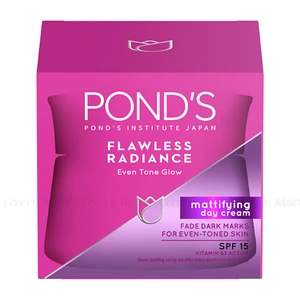 POND'S
POND'S INSTITUTE JAPAN
FLAWLESS
RADIANCE
Even Tone Glow
mattifying
day cream
FADE DARK MARKS
FOR EVEN-TONED SKIN
SPF 15
VITAMIN B3 ACTIVE